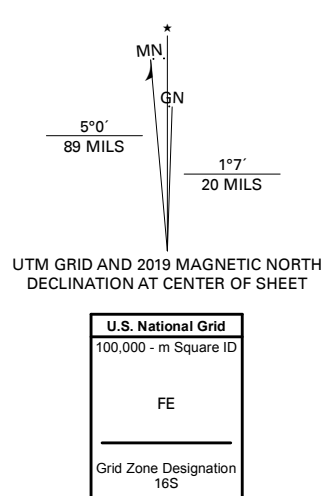 ★
MN
GN
5°0´
89 MILS
1°7´
20 MILS
UTM GRID AND 2019 MAGNETIC NORTH
DECLINATION AT CENTER OF SHEET
U.S. National Grid
100,000 - m Square ID
FE
Grid Zone Designation
16S